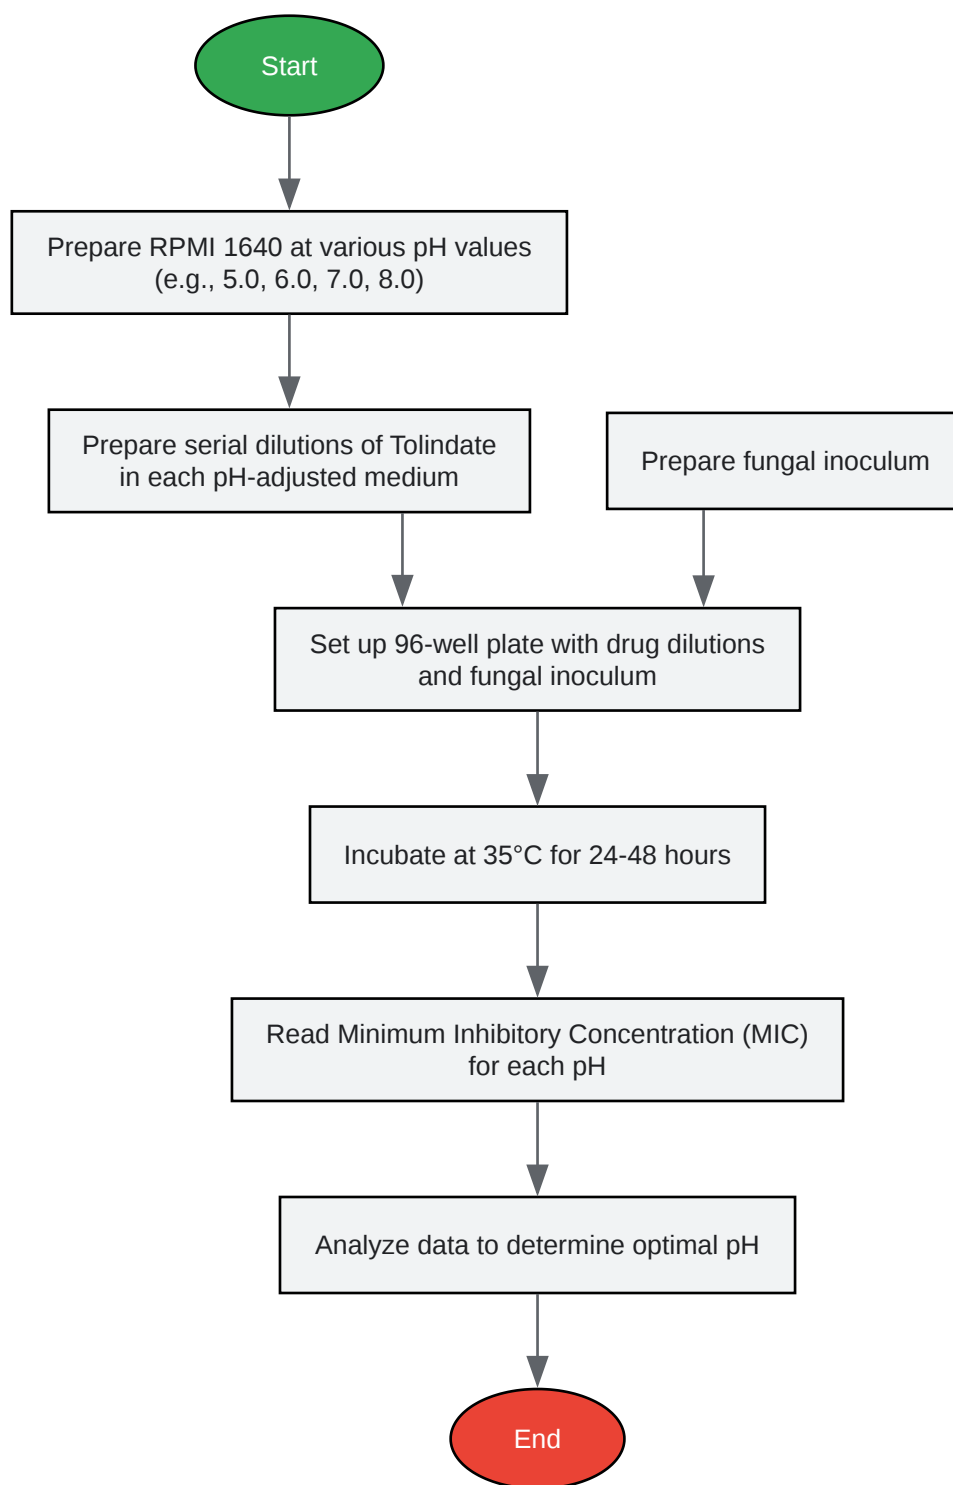 Start
Prepare RPMI 1640 at various pH values
(e.g., 5.0, 6.0, 7.0, 8.0)
Prepare serial dilutions of Tolindate
in each pH-adjusted medium
Prepare fungal inoculum
Set up 96-well plate with drug dilutions
and fungal inoculum
Incubate at 35°C for 24-48 hours
Read Minimum Inhibitory Concentration (MIC)
for each pH
Analyze data to determine optimal pH
End